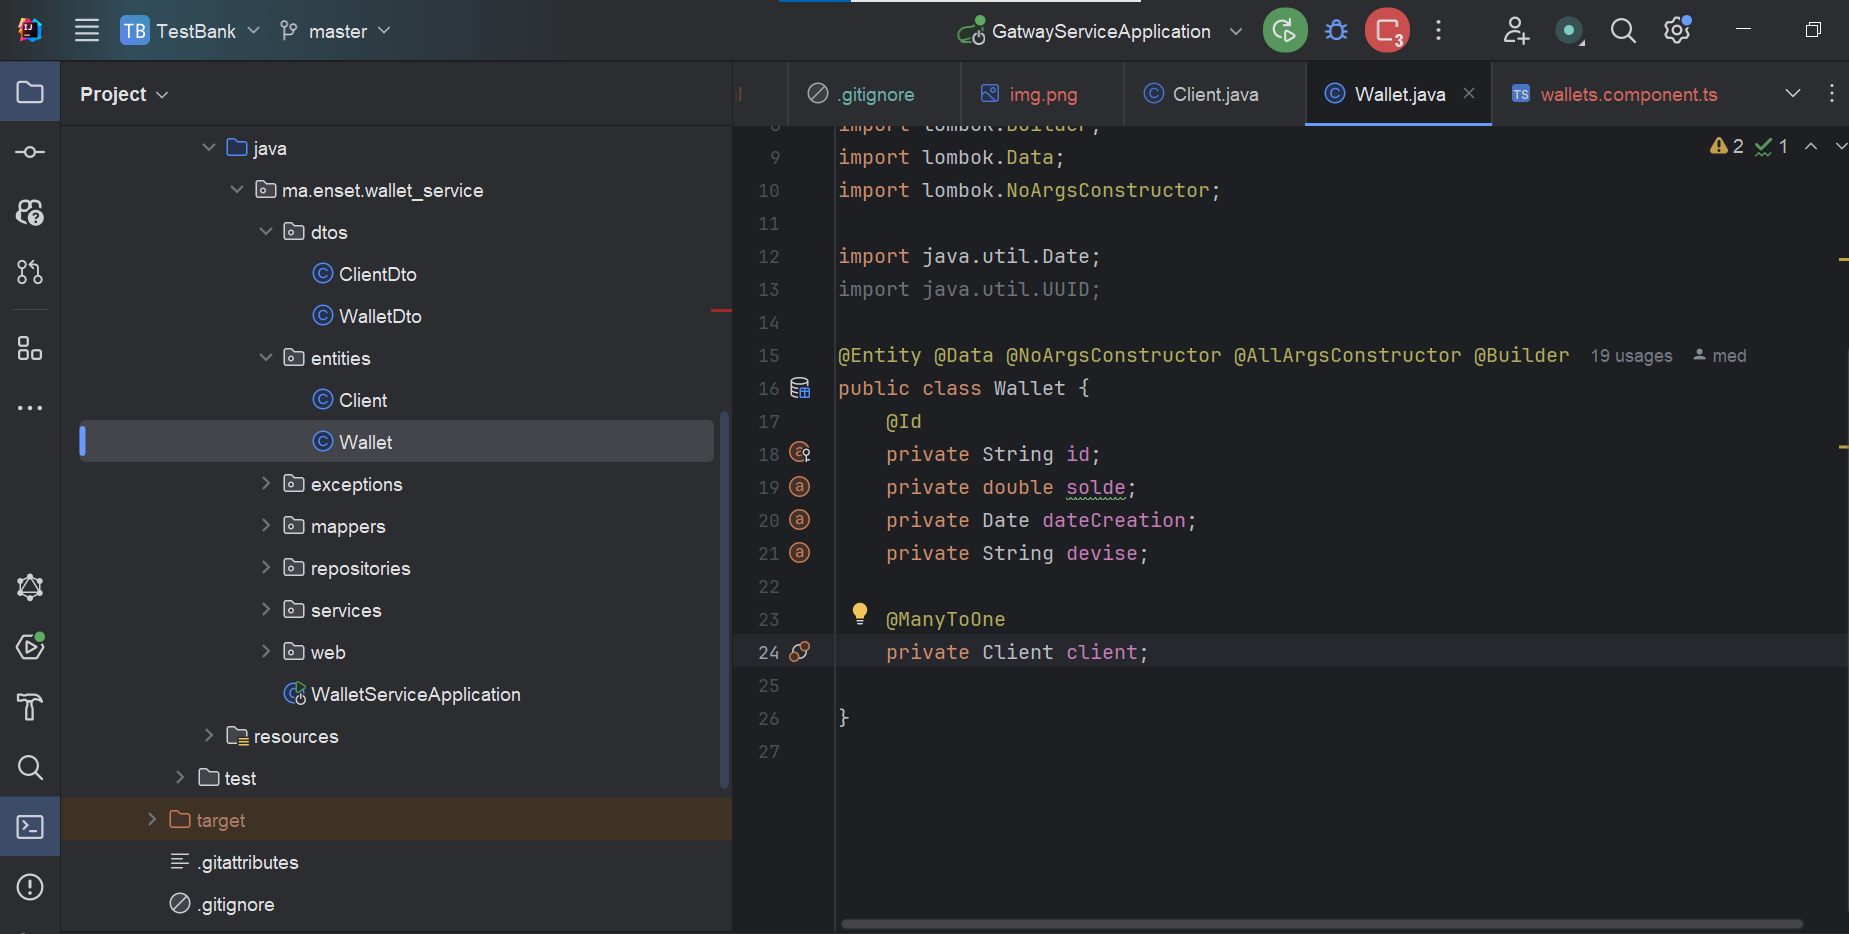 TB TestBank master GatwayServiceApplication 3
Project
.gitignore img.png Client.java Wallet.java TS wallets.component.ts
java
ma.enset.wallet_service
dtos
ClientDto
WalletDto
entities
Client
Wallet
exceptions
mappers
repositories
services
web
WalletServiceApplication
resources
test
target
.gitattributes
.gitignore
2 1
8 import lombok.Builder;
9 import lombok.Data;
10 import lombok.NoArgsConstructor;
11
12 import java.util.Date;
13 import java.util.UUID;
14
15 @Entity @Data @NoArgsConstructor @AllArgsConstructor @Builder 19 usages med
16 public class Wallet {
17 @Id
18 private String id;
19 private double solde;
20 private Date dateCreation;
21 private String devise;
22
23 @ManyToOne
24 private Client client;
25
26 }
27